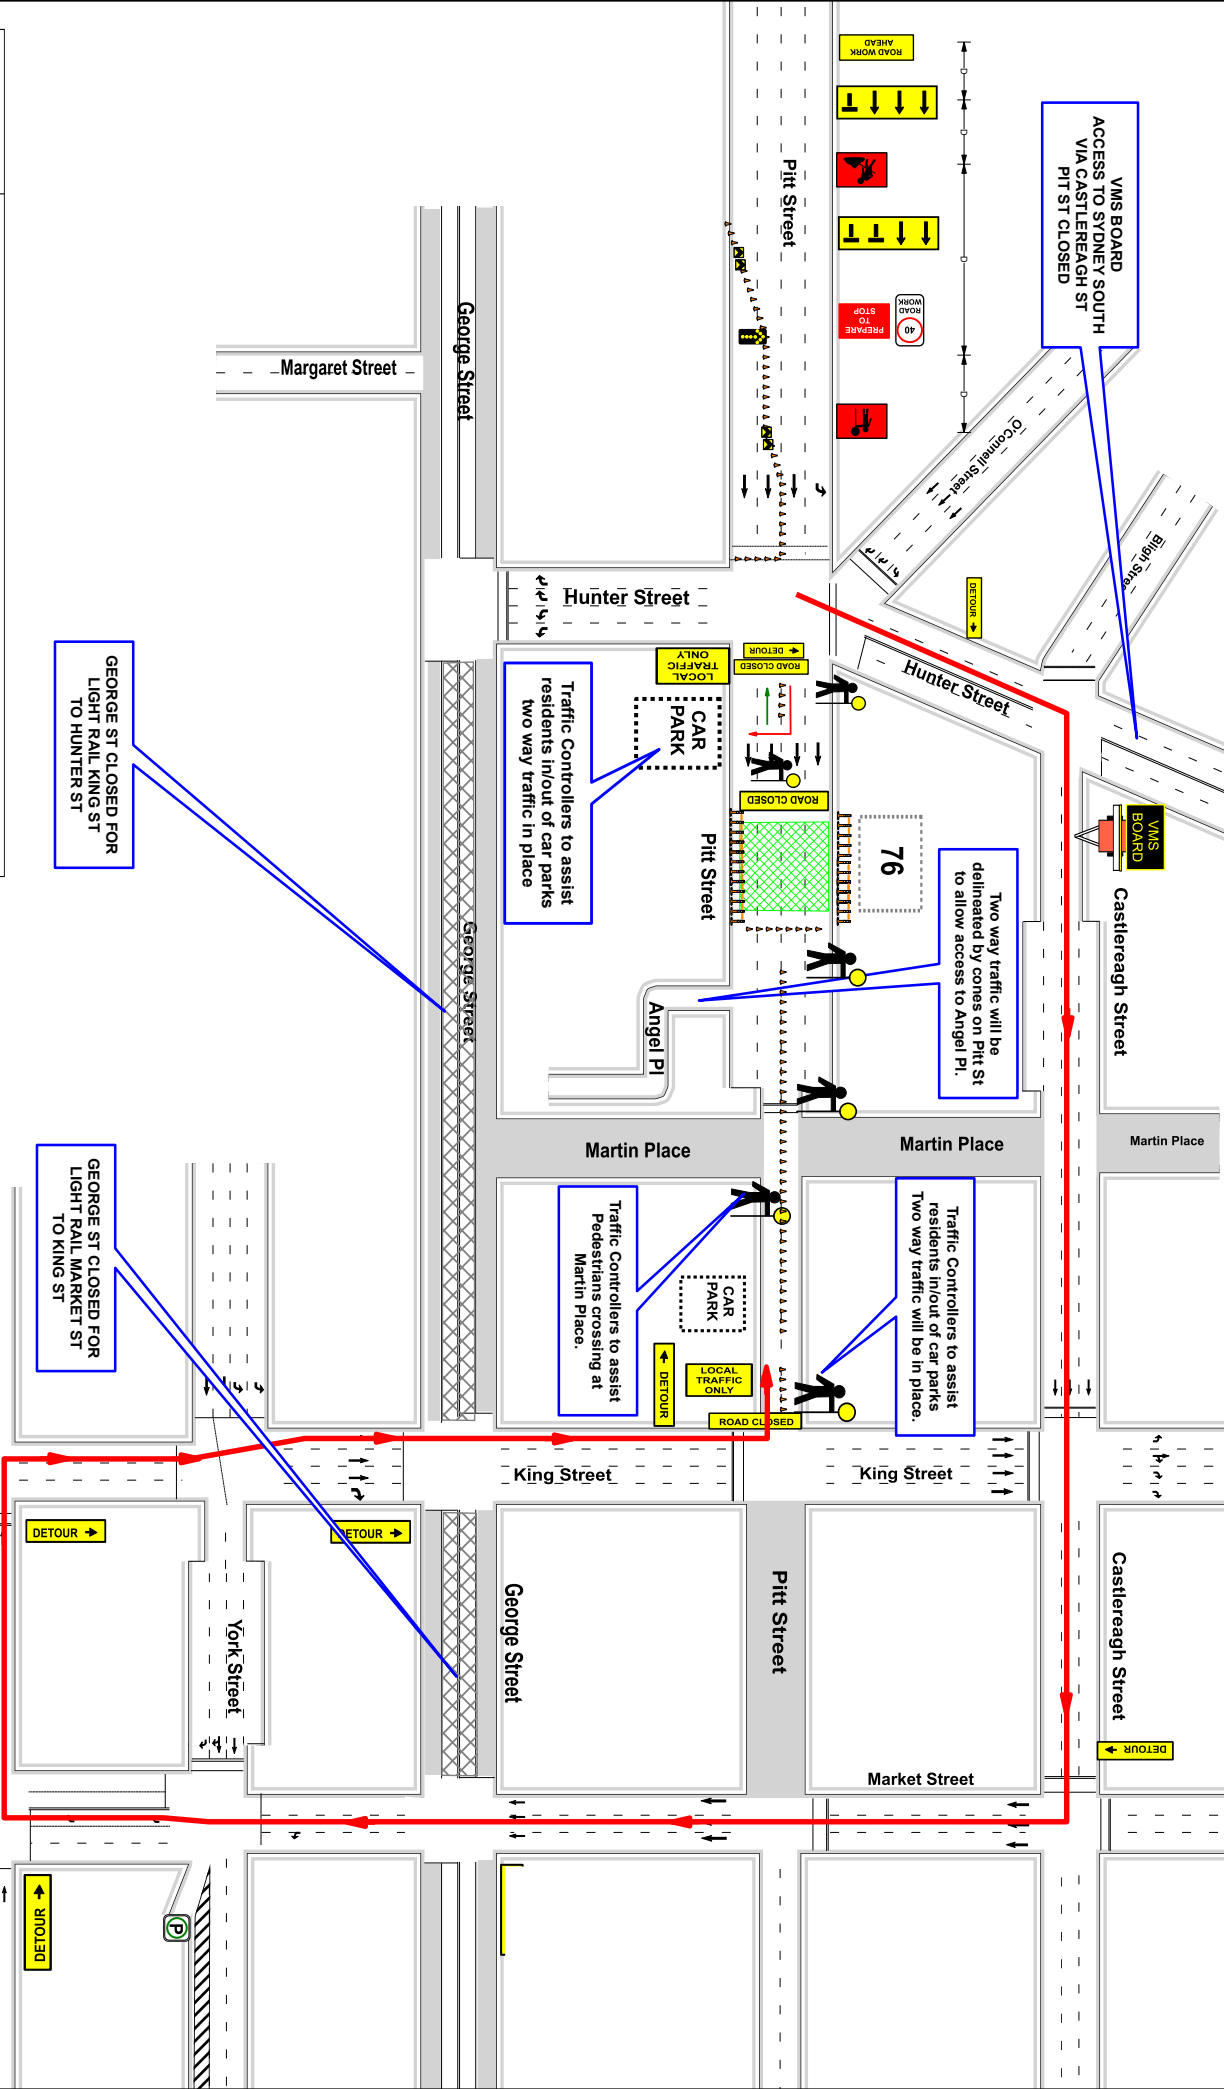 ROAD WORK
AHEAD
VMS BOARD
ACCESS TO SYDNEY SOUTH
VIA CASTLEREAGH ST
PIT ST CLOSED
Pitt Street
PREPARE
TO
STOP
40
ROAD
WORK
George Street
Margaret Street
O'Connell Street
Bligh Street
DETOUR
Hunter Street
Hunter Street
LOCAL
TRAFFIC
ONLY
DETOUR
ROAD CLOSED
GEORGE ST CLOSED FOR
LIGHT RAIL KING ST
TO HUNTER ST
Traffic Controllers to assist
residents in/out of car parks
two way traffic in place
CAR
PARK
ROAD CLOSED
76
Pitt Street
VMS
BOARD
Castlereagh Street
Two way traffic will be
delineated by cones on Pitt St
to allow access to Angel Pl.
George Street
Angel Pl
Martin Place
Martin Place
Martin Place
GEORGE ST CLOSED FOR
LIGHT RAIL MARKET ST
TO KING ST
Traffic Controllers to assist
Pedestrians crossing at
Martin Place.
Traffic Controllers to assist
residents in/out of car parks
Two way traffic will be in place.
CAR
PARK
DETOUR
LOCAL
TRAFFIC
ONLY
ROAD CLOSED
King Street
King Street
DETOUR
DETOUR
York Street
George Street
Pitt Street
Castlereagh Street
DETOUR
Market Street
DETOUR
P